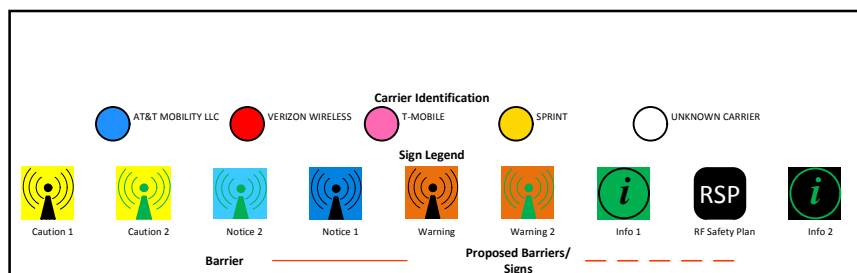 Carrier Identification
AT&T MOBILITY LLC VERIZON WIRELESS T-MOBILE SPRINT UNKNOWN CARRIER
Sign Legend
i RSP i
Caution 1 Caution 2 Notice 2 Notice 1 Warning Warning 2 Info 1 RF Safety Plan Info 2
Barrier Proposed Barriers/
Signs